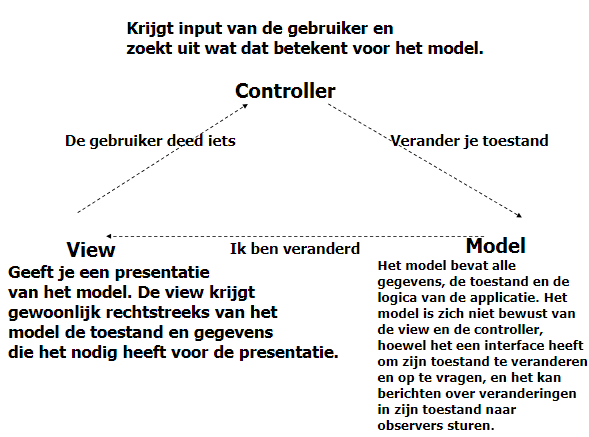 Krijgt input van de gebruiker en
zoekt uit wat dat betekent voor het model.
Controller
De gebruiker deed iets
Verander je toestand
View
Ik ben veranderd
Model
Geeft je een presentatie
van het model. De view krijgt
gewoonlijk rechtstreeks van het
model de toestand en gegevens
die het nodig heeft voor de presentatie.
Het model bevat alle
gegevens, de toestand en de
logica van de applicatie. Het
model is zich niet bewust van
de view en de controller,
hoewel het een interface heeft
om zijn toestand te veranderen
en op te vragen, en het kan
berichten over veranderingen
in zijn toestand naar
observers sturen.